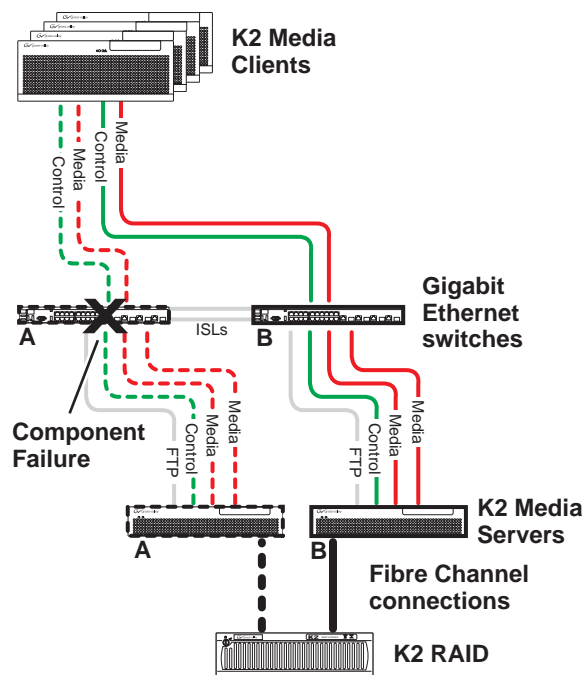 K2 Media
Clients
Control
Media
Control
Media
A
ISLs
B
Gigabit
Ethernet
switches
Component
Failure
FTP
Control
Media
Media
FTP
Control
Media
Media
A
B
K2 Media
Servers
Fibre Channel
connections
K2
K2 RAID